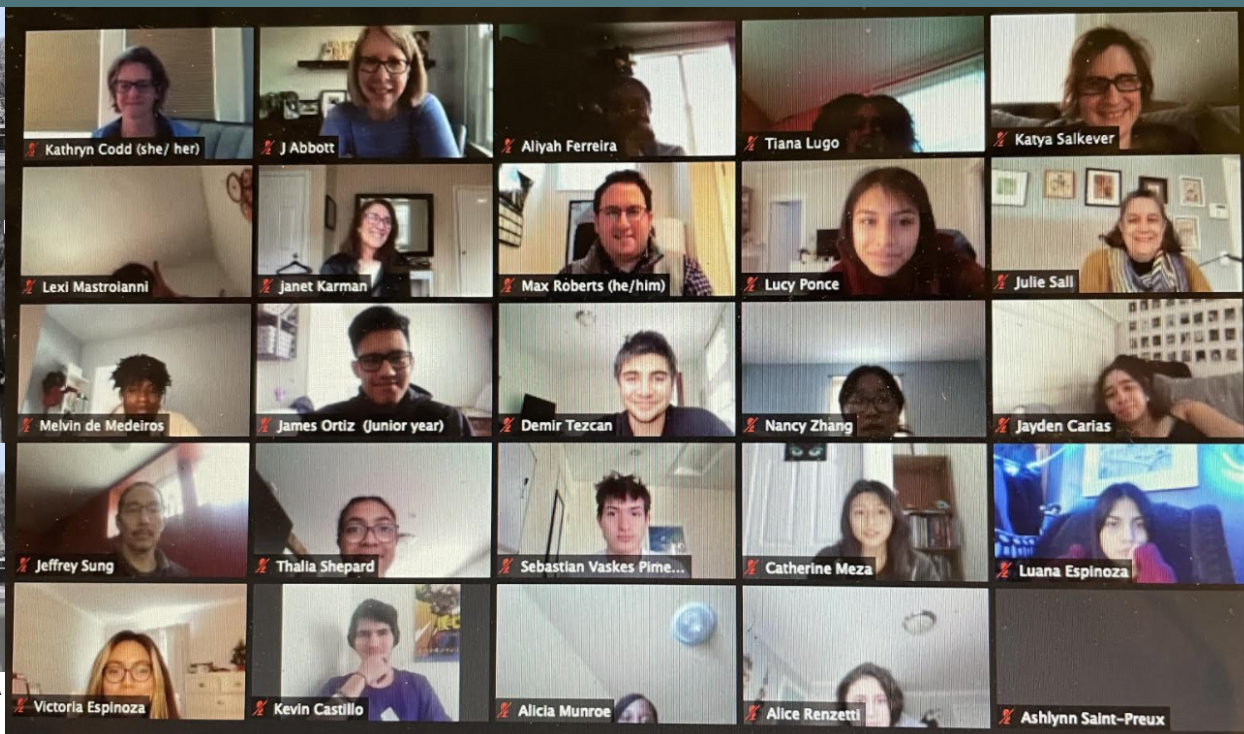 Kathryn Codd (she/ her)
J Abbott
Aliyah Ferreira
Tiana Lugo
Katya Salkever
Lexi Mastroianni
Janet Karman
Max Roberts (he/him)
Lucy Ponce
Julie Sall
Melvin de Medeiros
James Ortiz (Junior year)
Demir Tezcan
Nancy Zhang
Jayden Carias
Jeffrey Sung
Thalia Shepard
Sebastian Vaskes Pime...
Catherine Meza
Luana Espinoza
Victoria Espinoza
Kevin Castillo
Alicia Munroe
Alice Renzetti
Ashlynn Saint-Preux